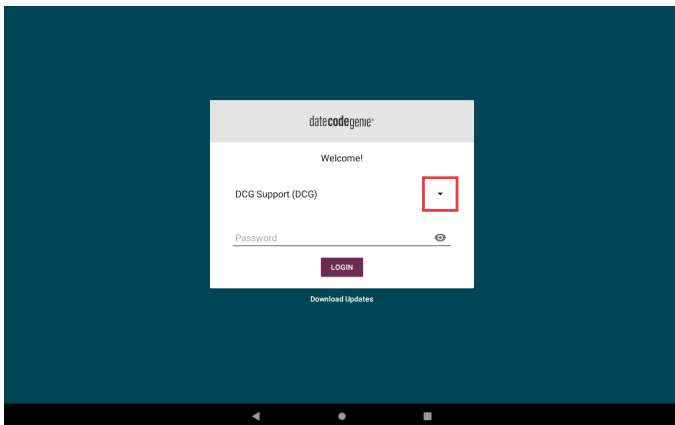 datecodegenie®
Welcome!
DCG Support (DCG)
Password
LOGIN
Download Updates